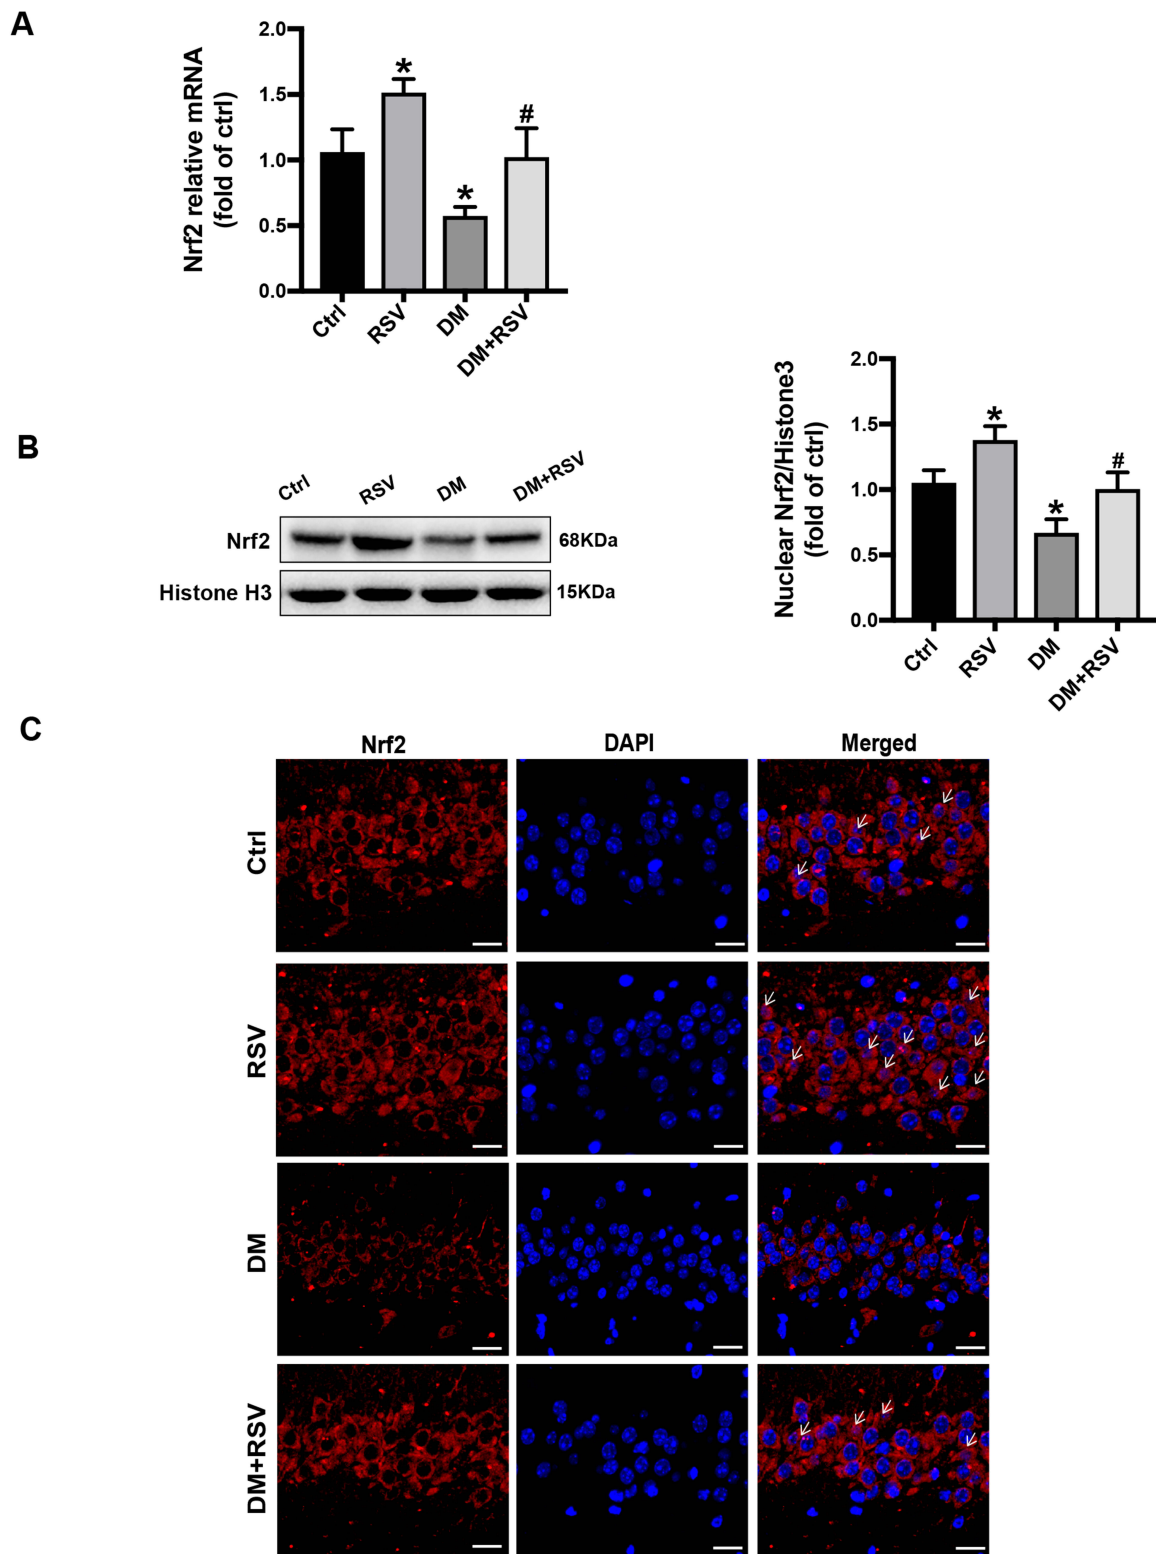 A
Nrf2 relative mRNA
(fold of ctrl)
2.0
1.5
1.0
0.5
0.0
*
*
#
Ctrl
RSV
DM
DM+RSV
B
Ctrl
RSV
DM
DM+RSV
Nrf2
68KDa
Histone H3
15KDa
Nuclear Nrf2/Histone3
(fold of ctrl)
2.0
1.5
1.0
0.5
0.0
*
*
#
Ctrl
RSV
DM
DM+RSV
C
Nrf2
DAPI
Merged
Ctrl
RSV
DM
DM+RSV